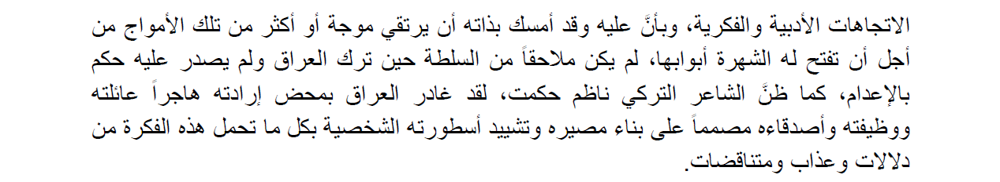 الاتجاهات الأدبية والفكرية، وبأنَّ عليه وقد أمسك بذاته أن يرتقي موجة أو أكثر من تلك الأمواج من
أجل أن تفتح له الشهرة أبوابها، لم يكن ملاحقاً من السلطة حين ترك العراق ولم يصدر عليه حكم
بالإعدام، كما ظنَّ الشاعر التركي ناظم حكمت، لقد غادر العراق بمحض إرادته هاجراً عائلته
ووظيفته وأصدقاءه مصمماً على بناء مصيره وتشييد أسطورته الشخصية بكل ما تحمل هذه الفكرة من
دلالات وعذاب ومتناقضات.